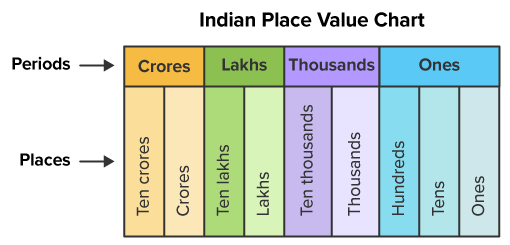 Indian Place Value Chart
Periods Crores Lakhs Thousands Ones
Places Ten crores Crores Ten lakhs Lakhs Ten thousands Thousands Hundreds Tens Ones